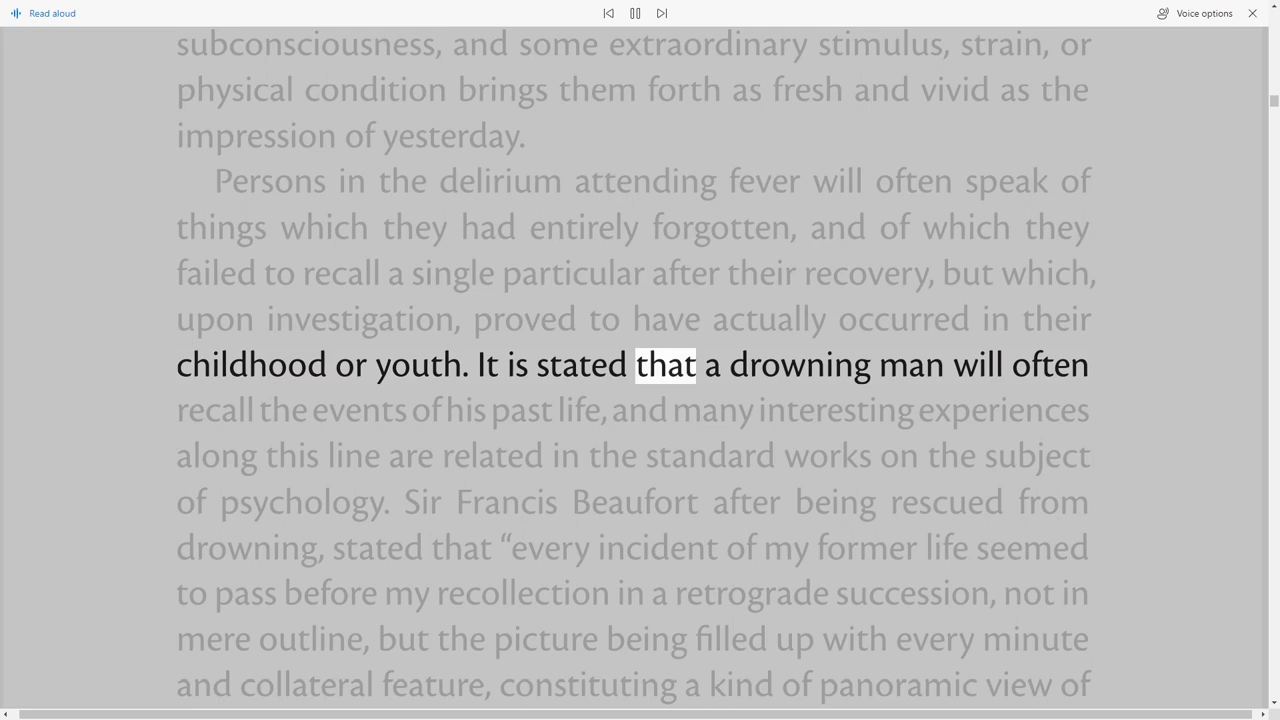 Read aloud
Voice options
subconsciousness, and some extraordinary stimulus, strain, or
physical condition brings them forth as fresh and vivid as the
impression of yesterday.
Persons in the delirium attending fever will often speak of
things which they had entirely forgotten, and of which they
failed to recall a single particular after their recovery, but which,
upon investigation, proved to have actually occurred in their
childhood or youth. It is stated that a drowning man will often
recall the events of his past life, and many interesting experiences
along this line are related in the standard works on the subject
of psychology. Sir Francis Beaufort after being rescued from
drowning, stated that “every incident of my former life seemed
to pass before my recollection in a retrograde succession, not in
mere outline, but the picture being filled up with every minute
and collateral feature, constituting a kind of panoramic view of